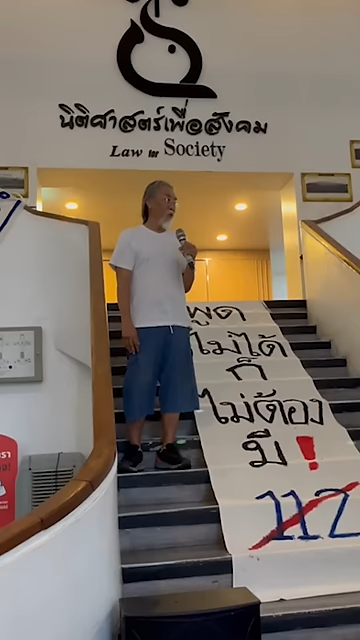 นิติศาสตร์เพื่อสังคม
Law for Society
พูด
ไม่ได้
ก็
ไม่ต้อง
มี!
112